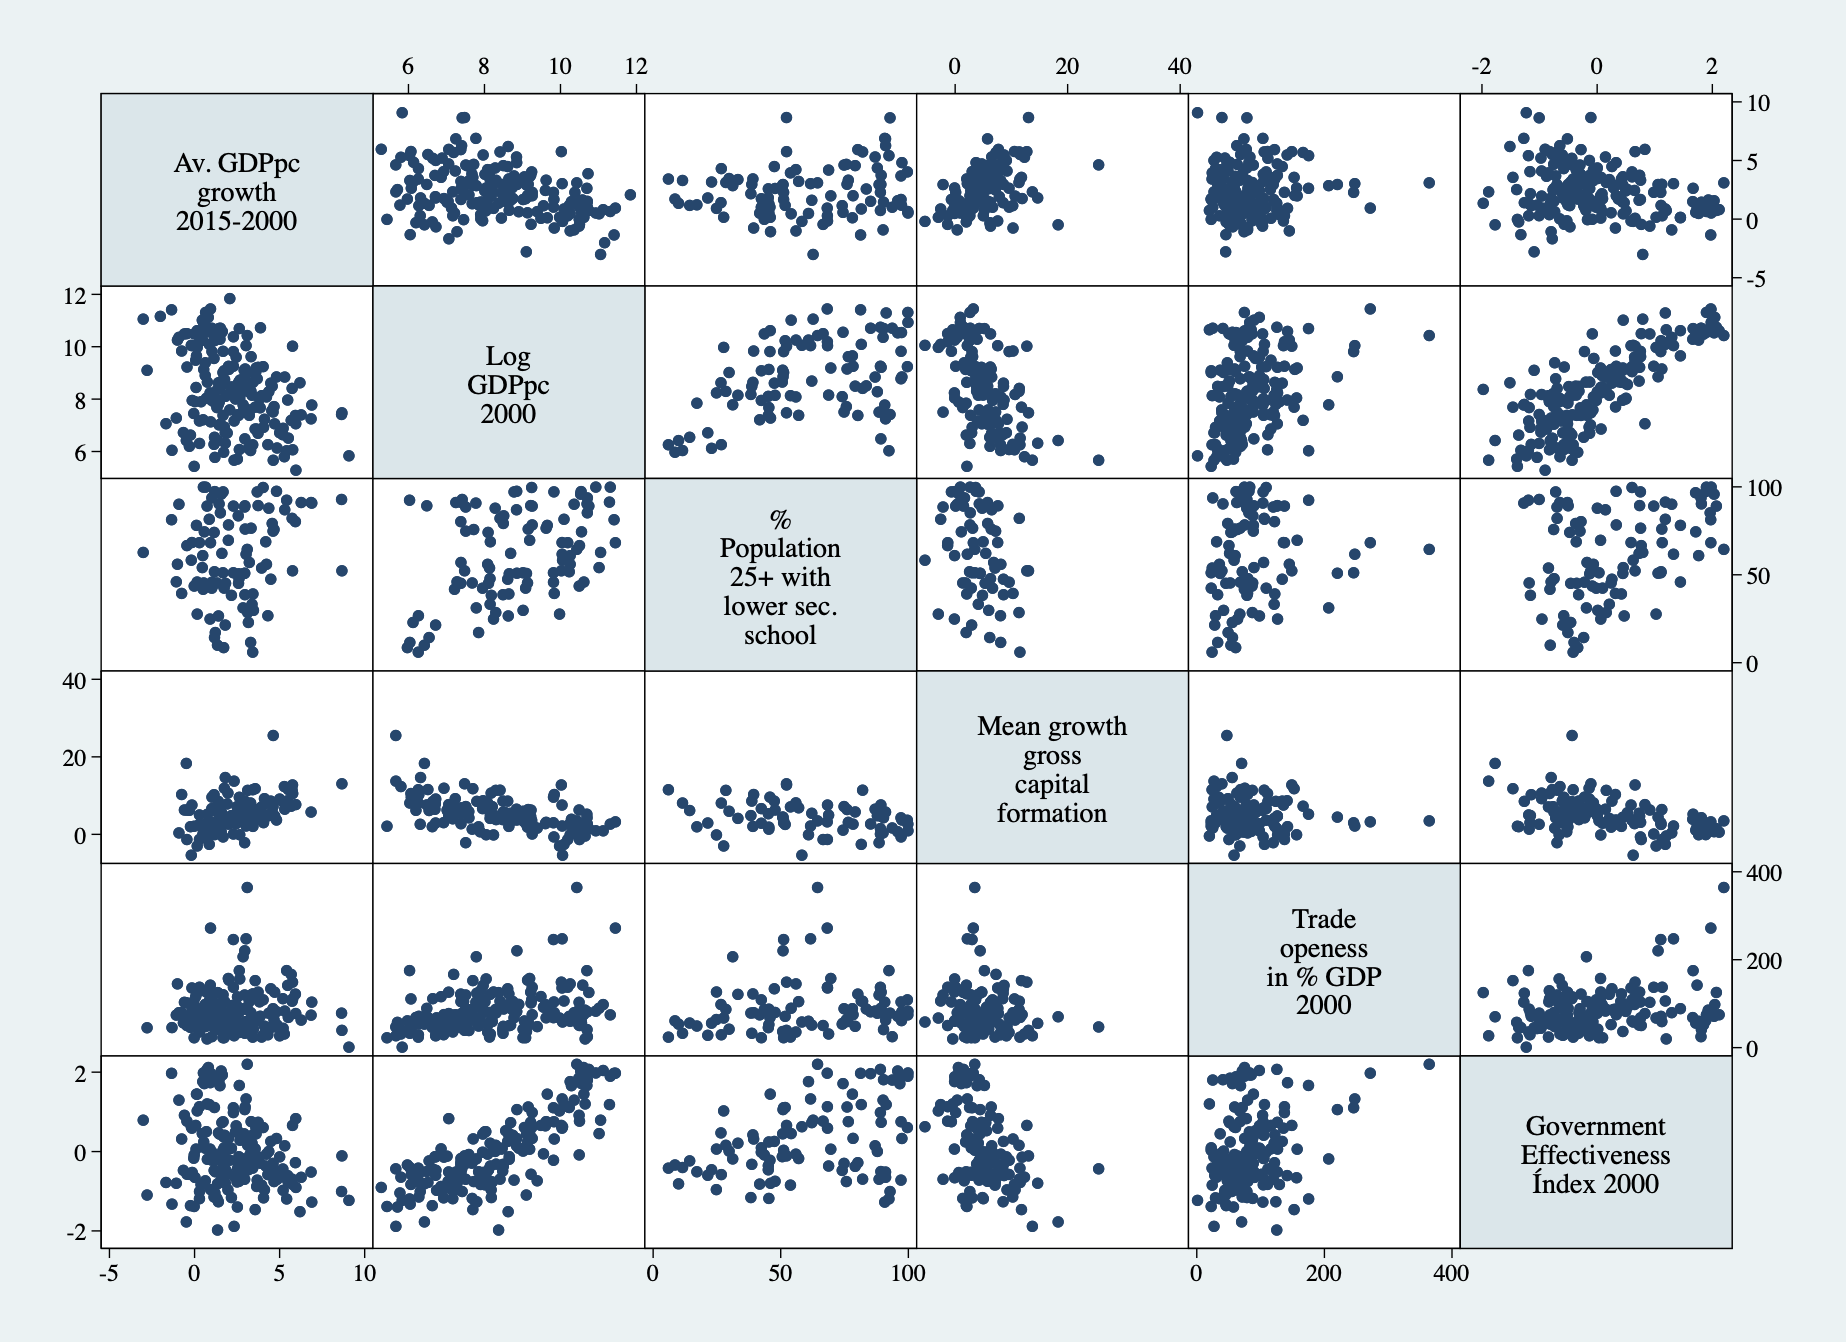 6 8 10 12 0 20 40 -2 0 2
Av. GDPpc
growth
2015-2000
10
5
0
-5
12
10
8
6
Log
GDPpc
2000
%
Population
25+ with
lower sec.
school
100
50
0
40
20
0
Mean growth
gross
capital
formation
Trade
openess
in % GDP
2000
400
200
0
2
0
-2
Government
Effectiveness
Índex 2000
-5 0 5 10 0 50 100 0 200 400